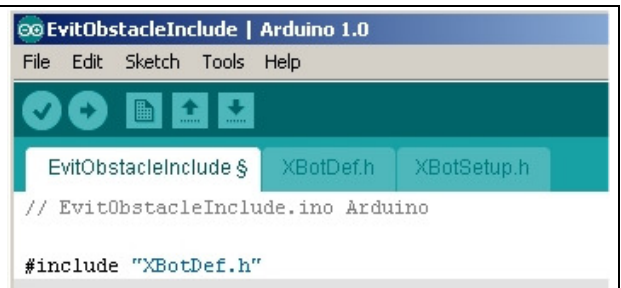 EvitObstacleInclude | Arduino 1.0
File Edit Sketch Tools Help
EvitObstacleInclude § XBotDef.h XBotSetup.h
// EvitObstacleInclude.ino Arduino
#include "XBotDef.h"